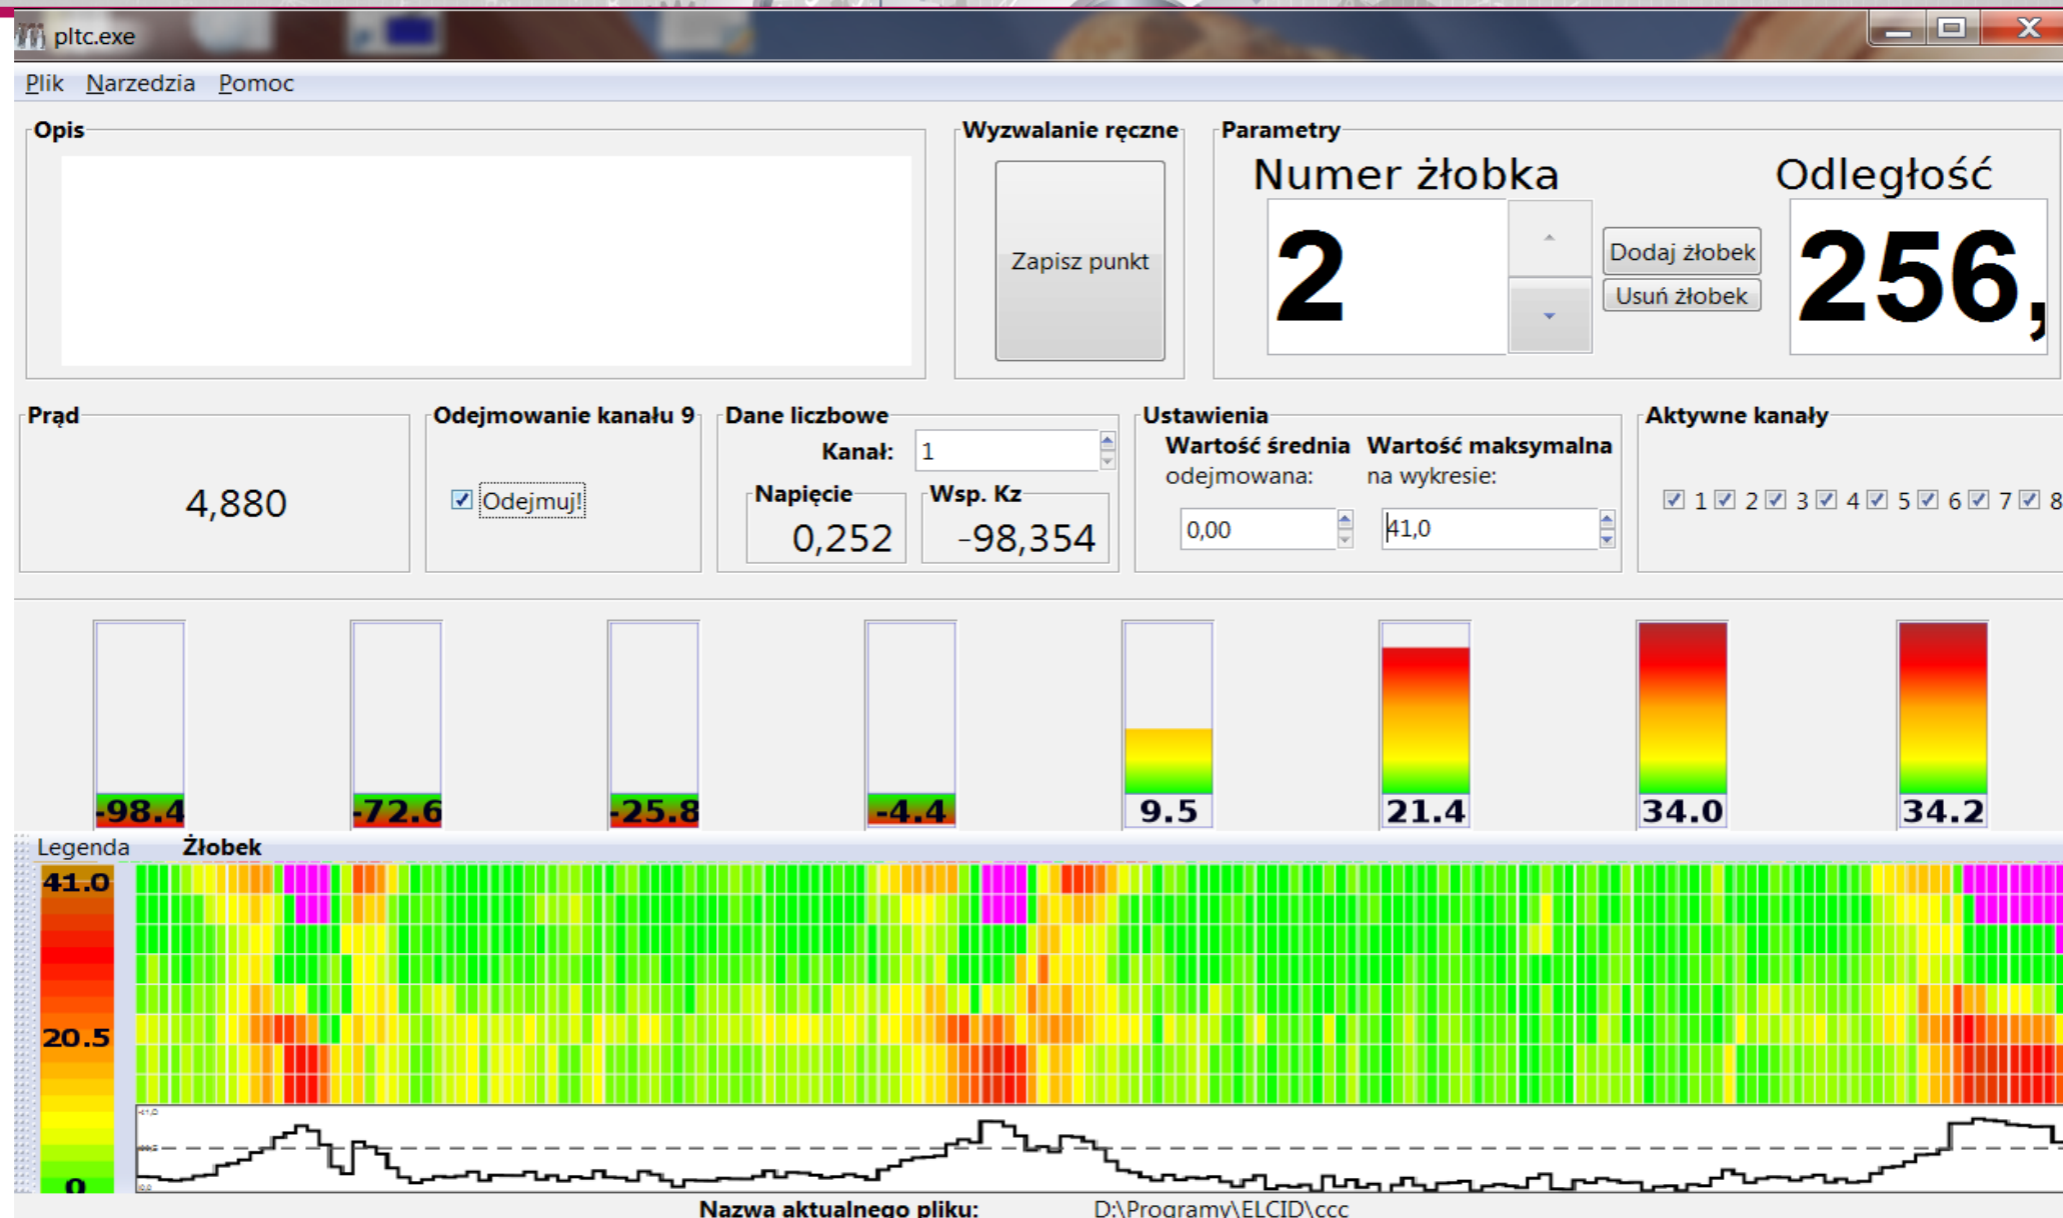 pltc.exe
Plik Narzedzia Pomoc
Opis
Wyzwalanie ręczne
Zapisz punkt
Parametry
Numer żłobka
2
Dodaj żłobek
Usuń żłobek
Odległość
256,
Prąd
4,880
Odejmowanie kanału 9
Odejmuj!
Dane liczbowe
Kanał: 1
Napięcie
0,252
Wsp. Kz
-98,354
Ustawienia
Wartość średnia
odejmowana:
0,00
Wartość maksymalna
na wykresie:
41,0
Aktywne kanały
1 2 3 4 5 6 7 8
-98.4 -72.6 -25.8 -4.4 9.5 21.4 34.0 34.2
Legenda Żłobek
41.0
20.5
0
Nazwa aktualnego pliku: D:\Programy\ELCID\ccc